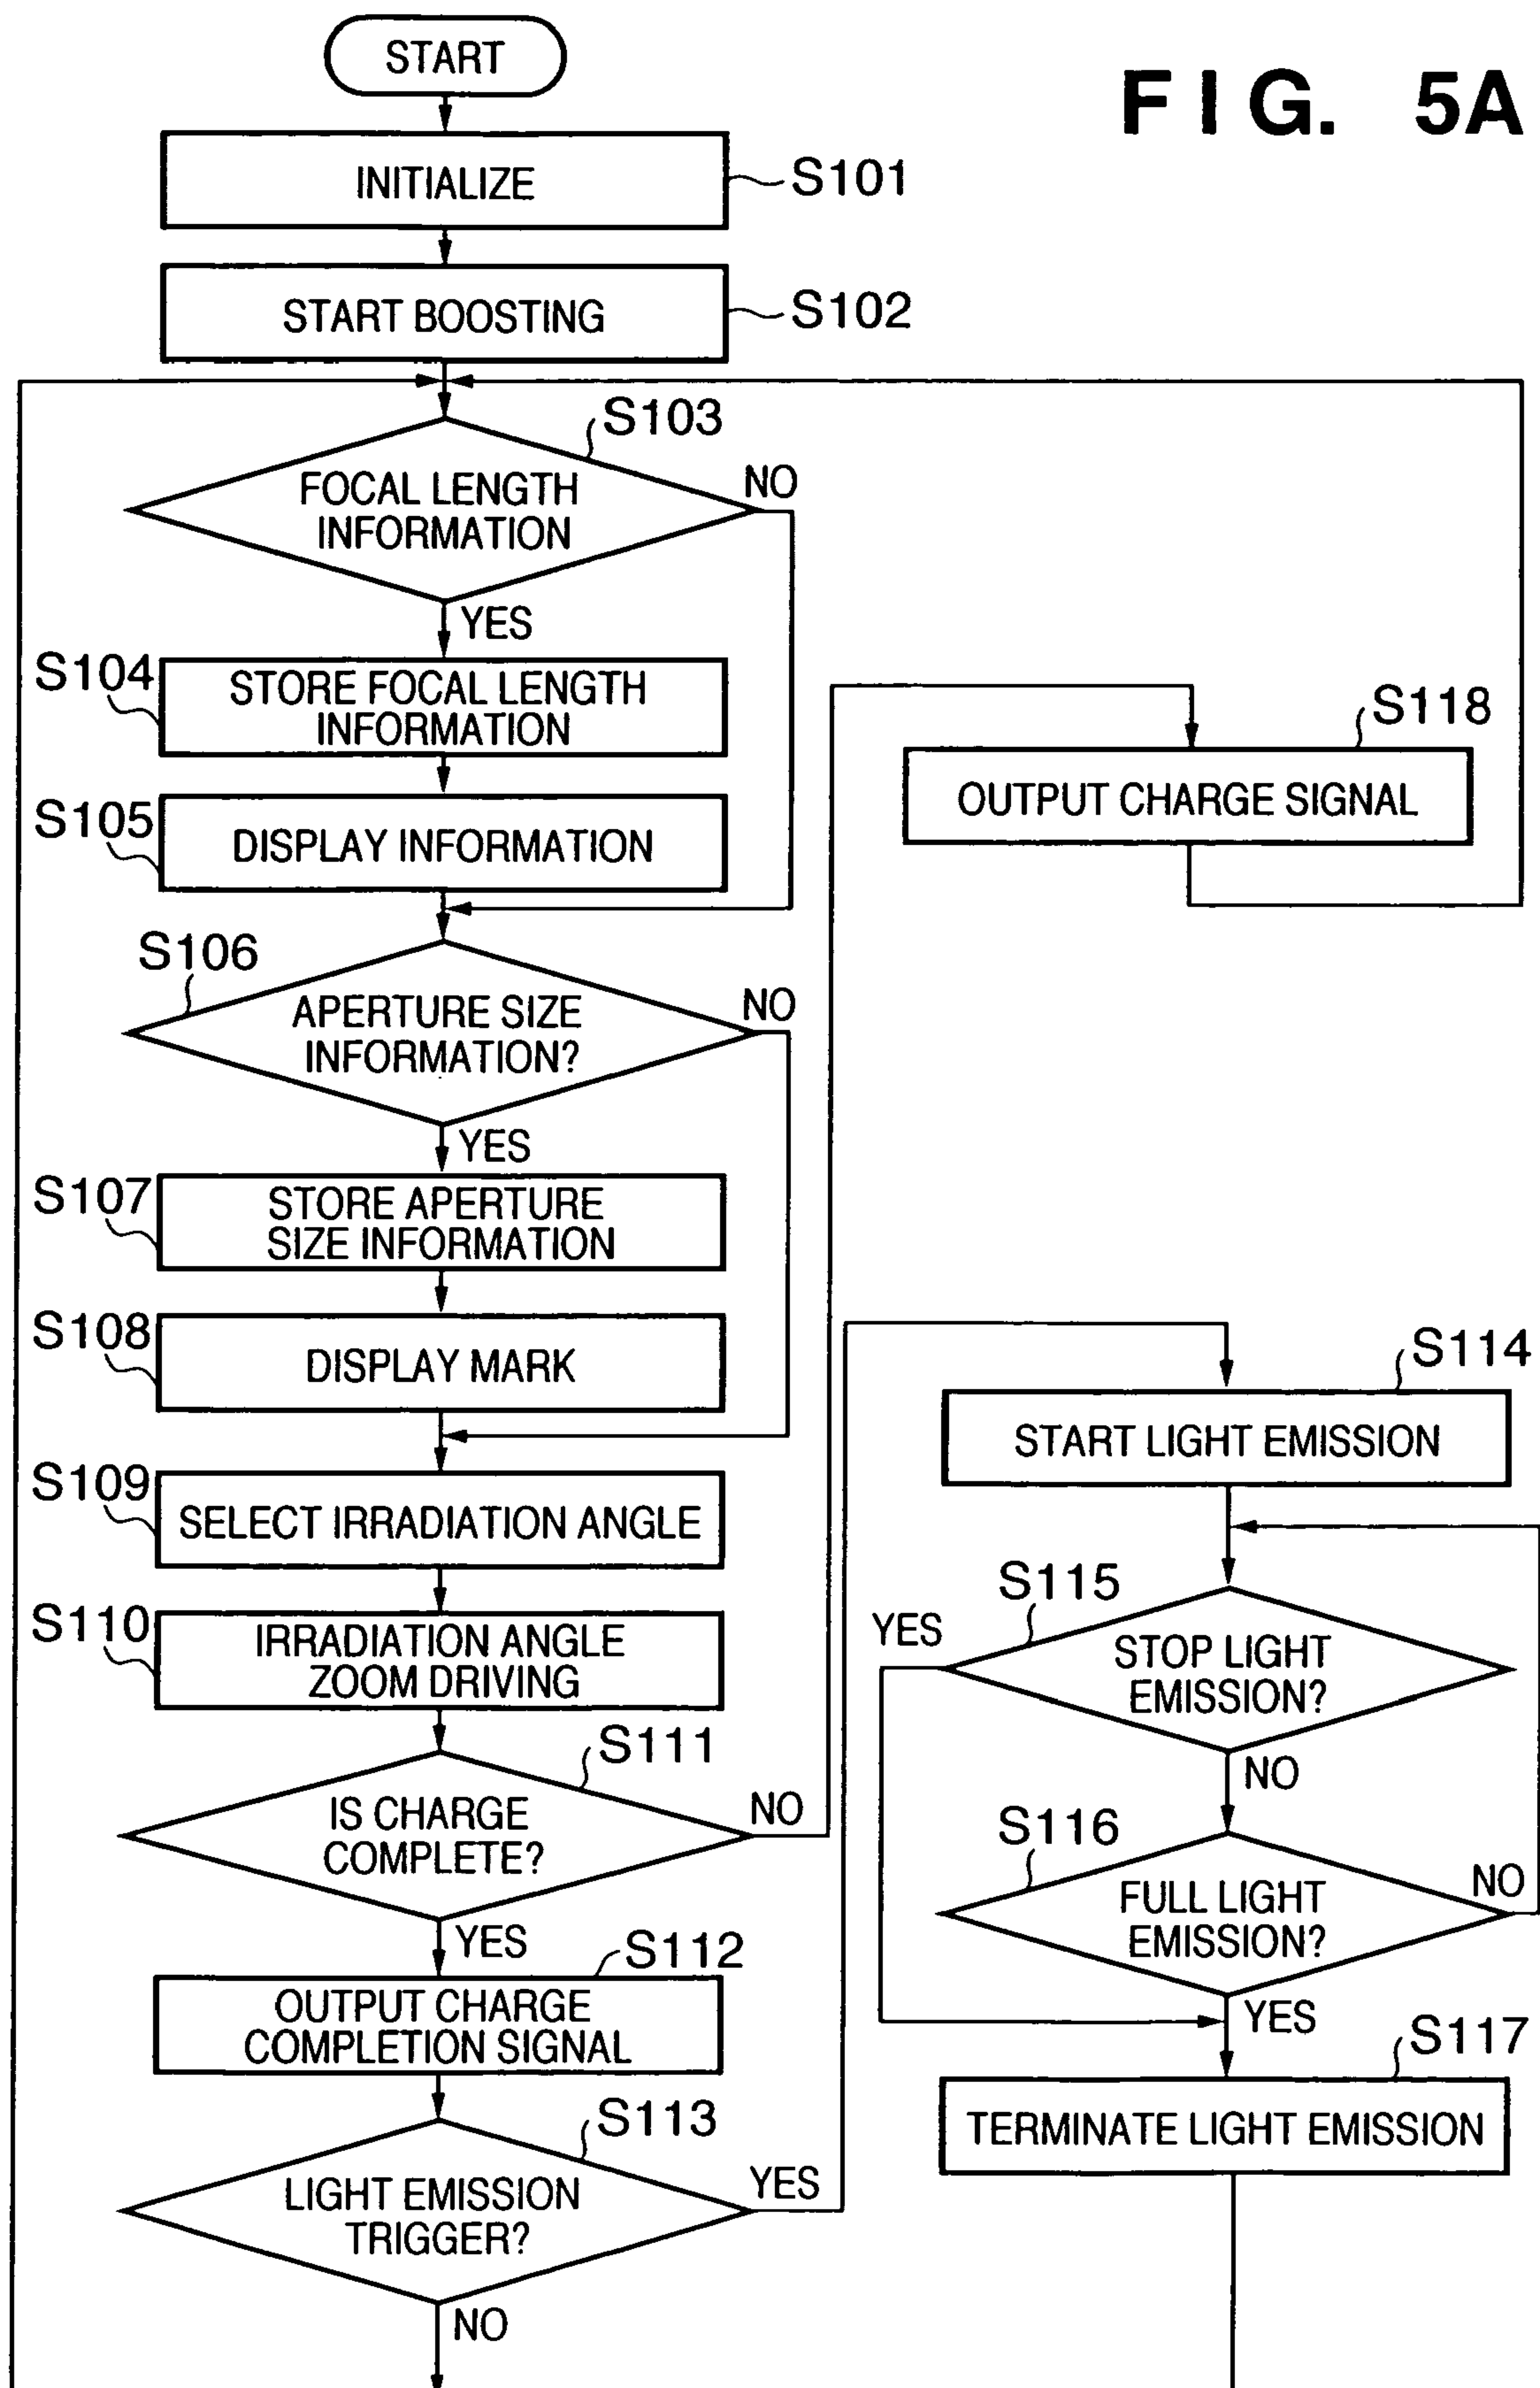 START
FIG. 5A
INITIALIZE
S101
START BOOSTING
S102
S103
FOCAL LENGTH
INFORMATION
NO
YES
S104
STORE FOCAL LENGTH
INFORMATION
S105
DISPLAY INFORMATION
S106
APERTURE SIZE
INFORMATION?
NO
YES
S107
STORE APERTURE
SIZE INFORMATION
S108
DISPLAY MARK
S109
SELECT IRRADIATION ANGLE
S110
IRRADIATION ANGLE
ZOOM DRIVING
S111
IS CHARGE
COMPLETE?
NO
YES
S112
OUTPUT CHARGE
COMPLETION SIGNAL
S113
LIGHT EMISSION
TRIGGER?
YES
NO
S118
OUTPUT CHARGE SIGNAL
S114
START LIGHT EMISSION
S115
YES
STOP LIGHT
EMISSION?
NO
S116
FULL LIGHT
EMISSION?
NO
YES
S117
TERMINATE LIGHT EMISSION